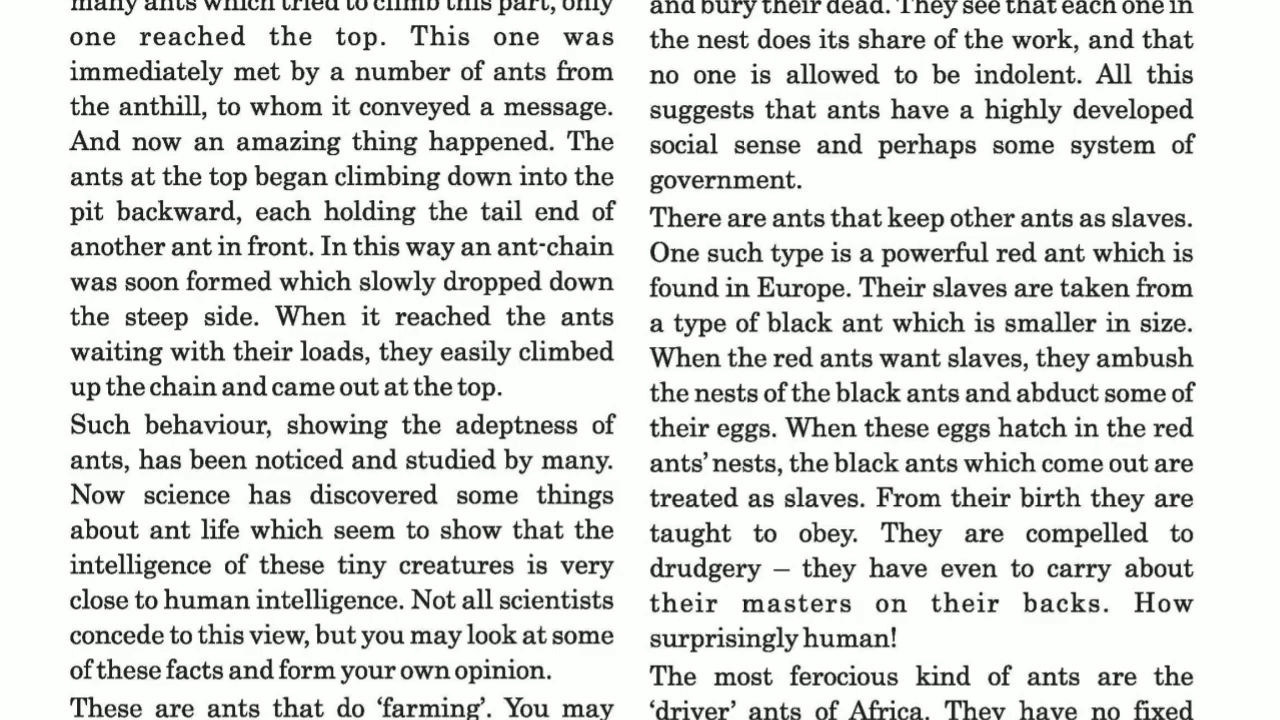 many ants which tried to climb this part, only
one reached the top. This one was
immediately met by a number of ants from
the anthill, to whom it conveyed a message.
And now an amazing thing happened. The
ants at the top began climbing down into the
pit backward, each holding the tail end of
another ant in front. In this way an ant-chain
was soon formed which slowly dropped down
the steep side. When it reached the ants
waiting with their loads, they easily climbed
up the chain and came out at the top.
Such behaviour, showing the adeptness of
ants, has been noticed and studied by many.
Now science has discovered some things
about ant life which seem to show that the
intelligence of these tiny creatures is very
close to human intelligence. Not all scientists
concede to this view, but you may look at some
of these facts and form your own opinion.
These are ants that do ‘farming’. You may
and bury their dead. They see that each one in
the nest does its share of the work, and that
no one is allowed to be indolent. All this
suggests that ants have a highly developed
social sense and perhaps some system of
government.
There are ants that keep other ants as slaves.
One such type is a powerful red ant which is
found in Europe. Their slaves are taken from
a type of black ant which is smaller in size.
When the red ants want slaves, they ambush
the nests of the black ants and abduct some of
their eggs. When these eggs hatch in the red
ants’ nests, the black ants which come out are
treated as slaves. From their birth they are
taught to obey. They are compelled to
drudgery – they have even to carry about
their masters on their backs. How
surprisingly human!
The most ferocious kind of ants are the
‘driver’ ants of Africa. They have no fixed